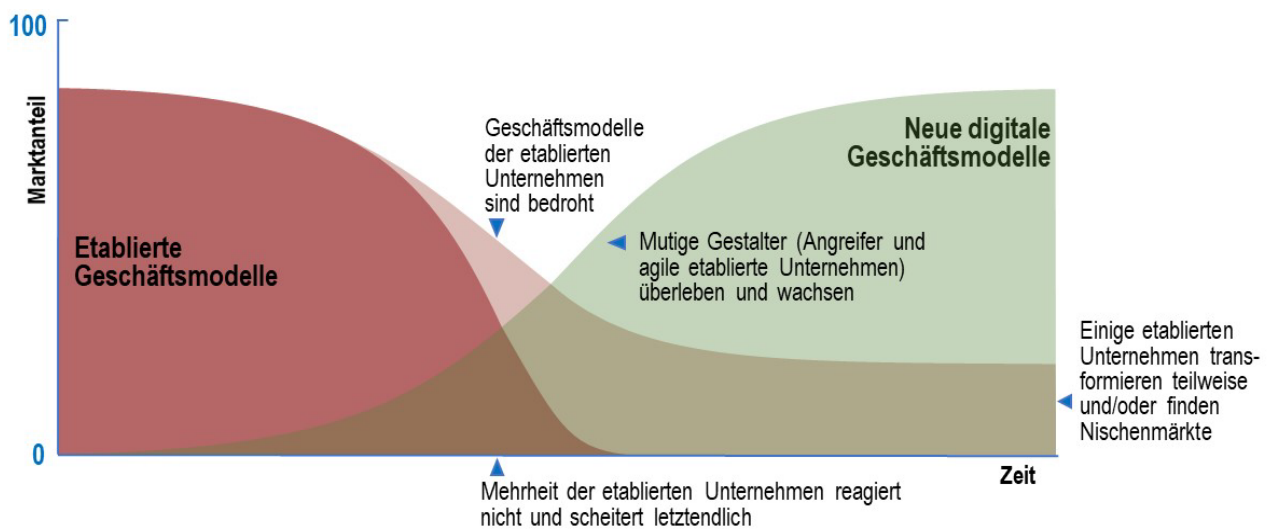 100
Marktanteil
0
Etablierte
Geschäftsmodelle
Geschäftsmodelle
der etablierten
Unternehmen
sind bedroht
Neue digitale
Geschäftsmodelle
Mutige Gestalter (Angreifer und
agile etablierte Unternehmen)
überleben und wachsen
Einige etablierten
Unternehmen trans-
formieren teilweise
und/oder finden
Nischenmärkte
Zeit
Mehrheit der etablierten Unternehmen reagiert
nicht und scheitert letztendlich